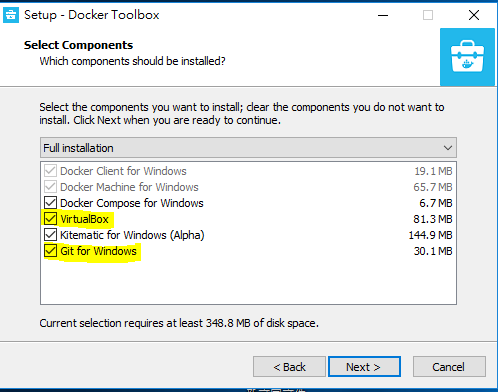 Setup - Docker Toolbox
Select Components
Which components should be installed?
Select the components you want to install; clear the components you do not want to
install. Click Next when you are ready to continue.
Full installation
Docker Client for Windows 19.1 MB
Docker Machine for Windows 65.7 MB
Docker Compose for Windows 6.7 MB
VirtualBox 81.3 MB
Kitematic for Windows (Alpha) 144.9 MB
Git for Windows 30.1 MB
Current selection requires at least 348.8 MB of disk space.
< Back Next > Cancel